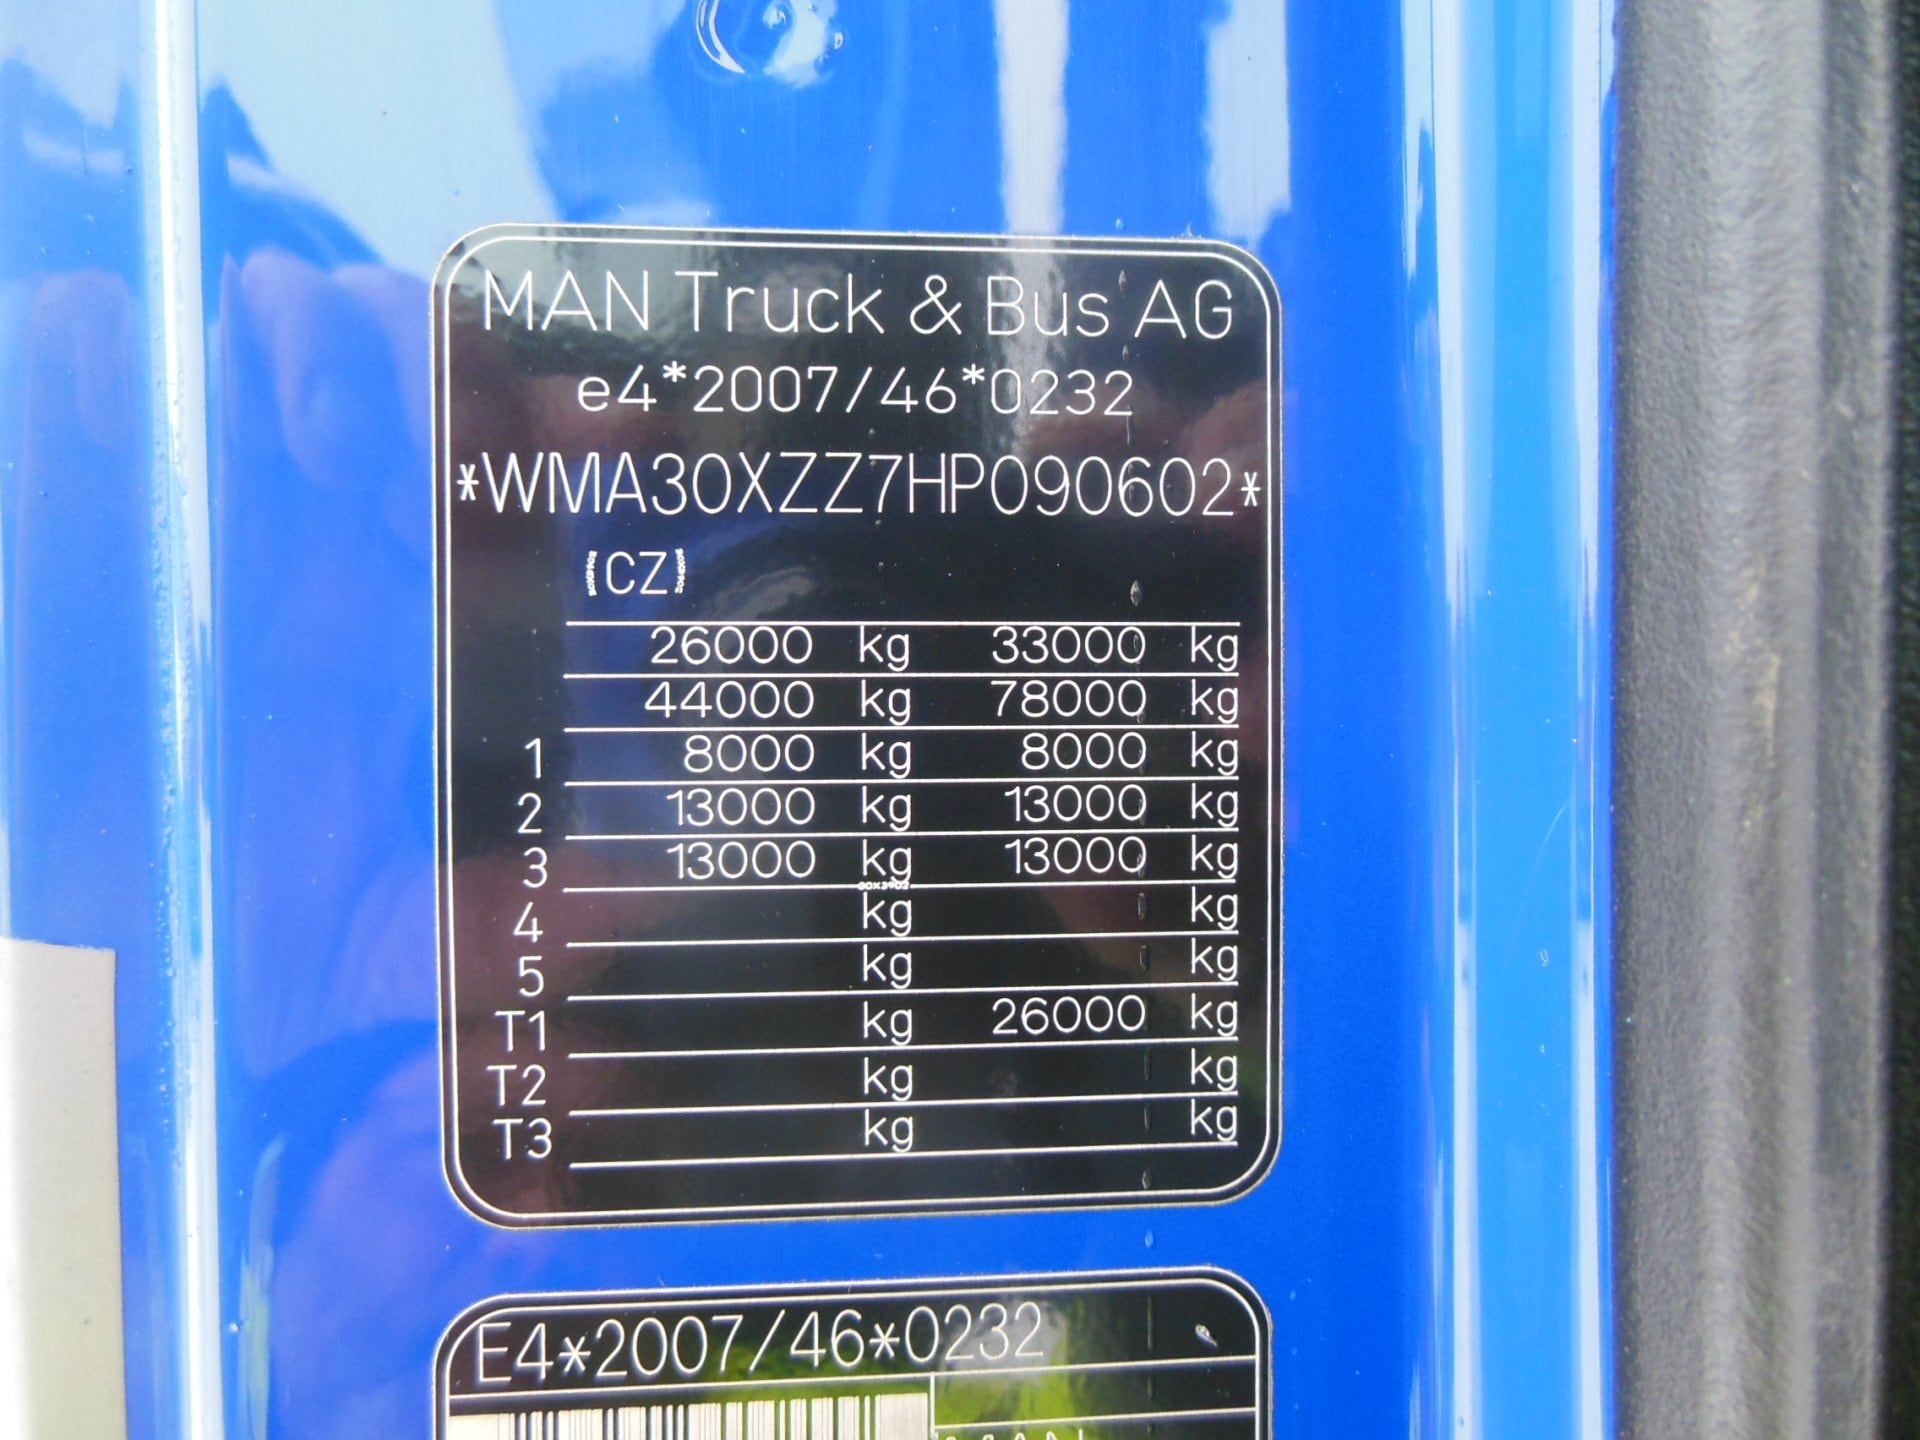 MAN Truck & Bus AG
e4*2007/46*0232
*WMA30XZZ7HP090602*
CZ
26000 kg 33000 kg
44000 kg 78000 kg
1 8000 kg 8000 kg
2 13000 kg 13000 kg
3 13000 kg 13000 kg
4 kg kg
5 kg kg
T1 kg 26000 kg
T2 kg kg
T3 kg kg
E4*2007/46*0232
MAN